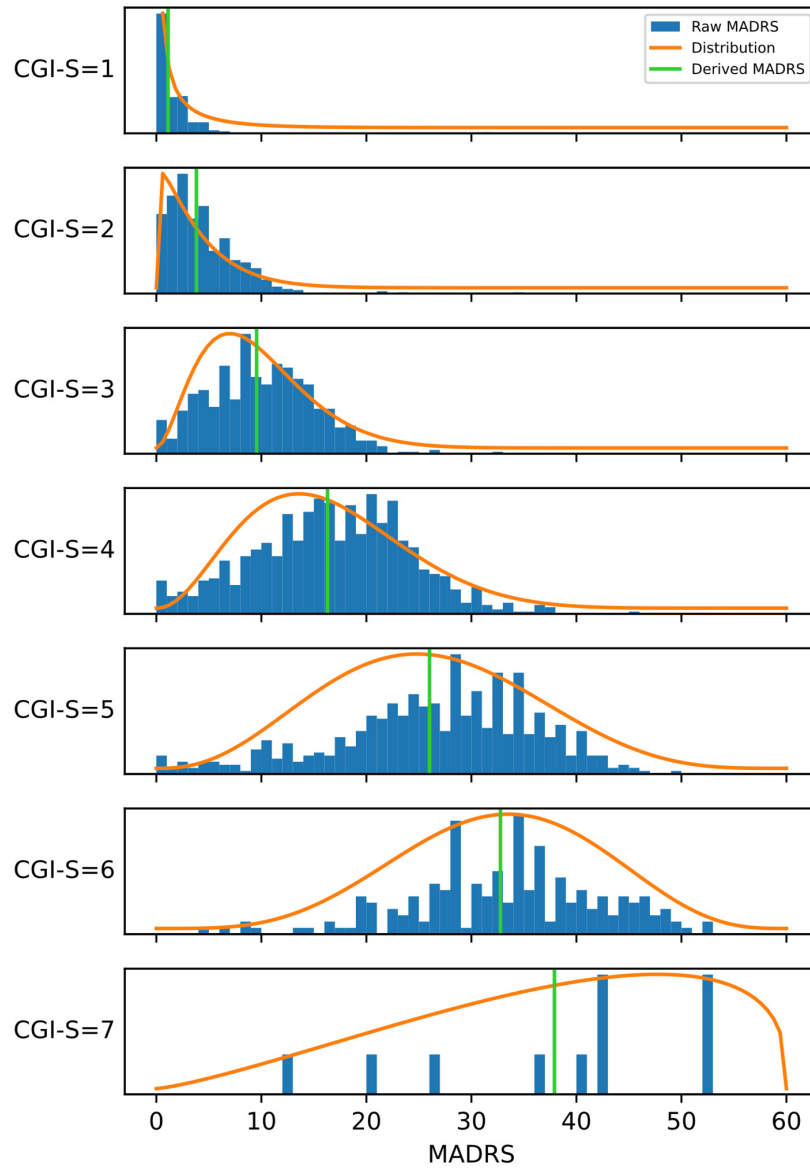 Raw MADRS
Distribution
Derived MADRS
CGI-S=1
CGI-S=2
CGI-S=3
CGI-S=4
CGI-S=5
CGI-S=6
CGI-S=7
0 10 20 30 40 50 60
MADRS